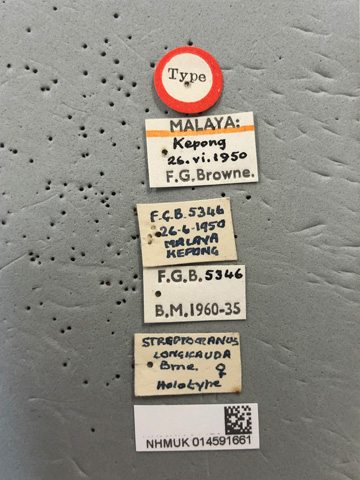 Type
MALAYA:
Kepong
26.vi.1950
F.G.Browne.
F.G.B. 5346
26-6-1950
MALAYA
KEPONG
F.G.B. 5346
B.M.1960-35
STREPTOCRANUS
LONGICAUDA
Brne. ♀
Holotype
NHMUK 014591661